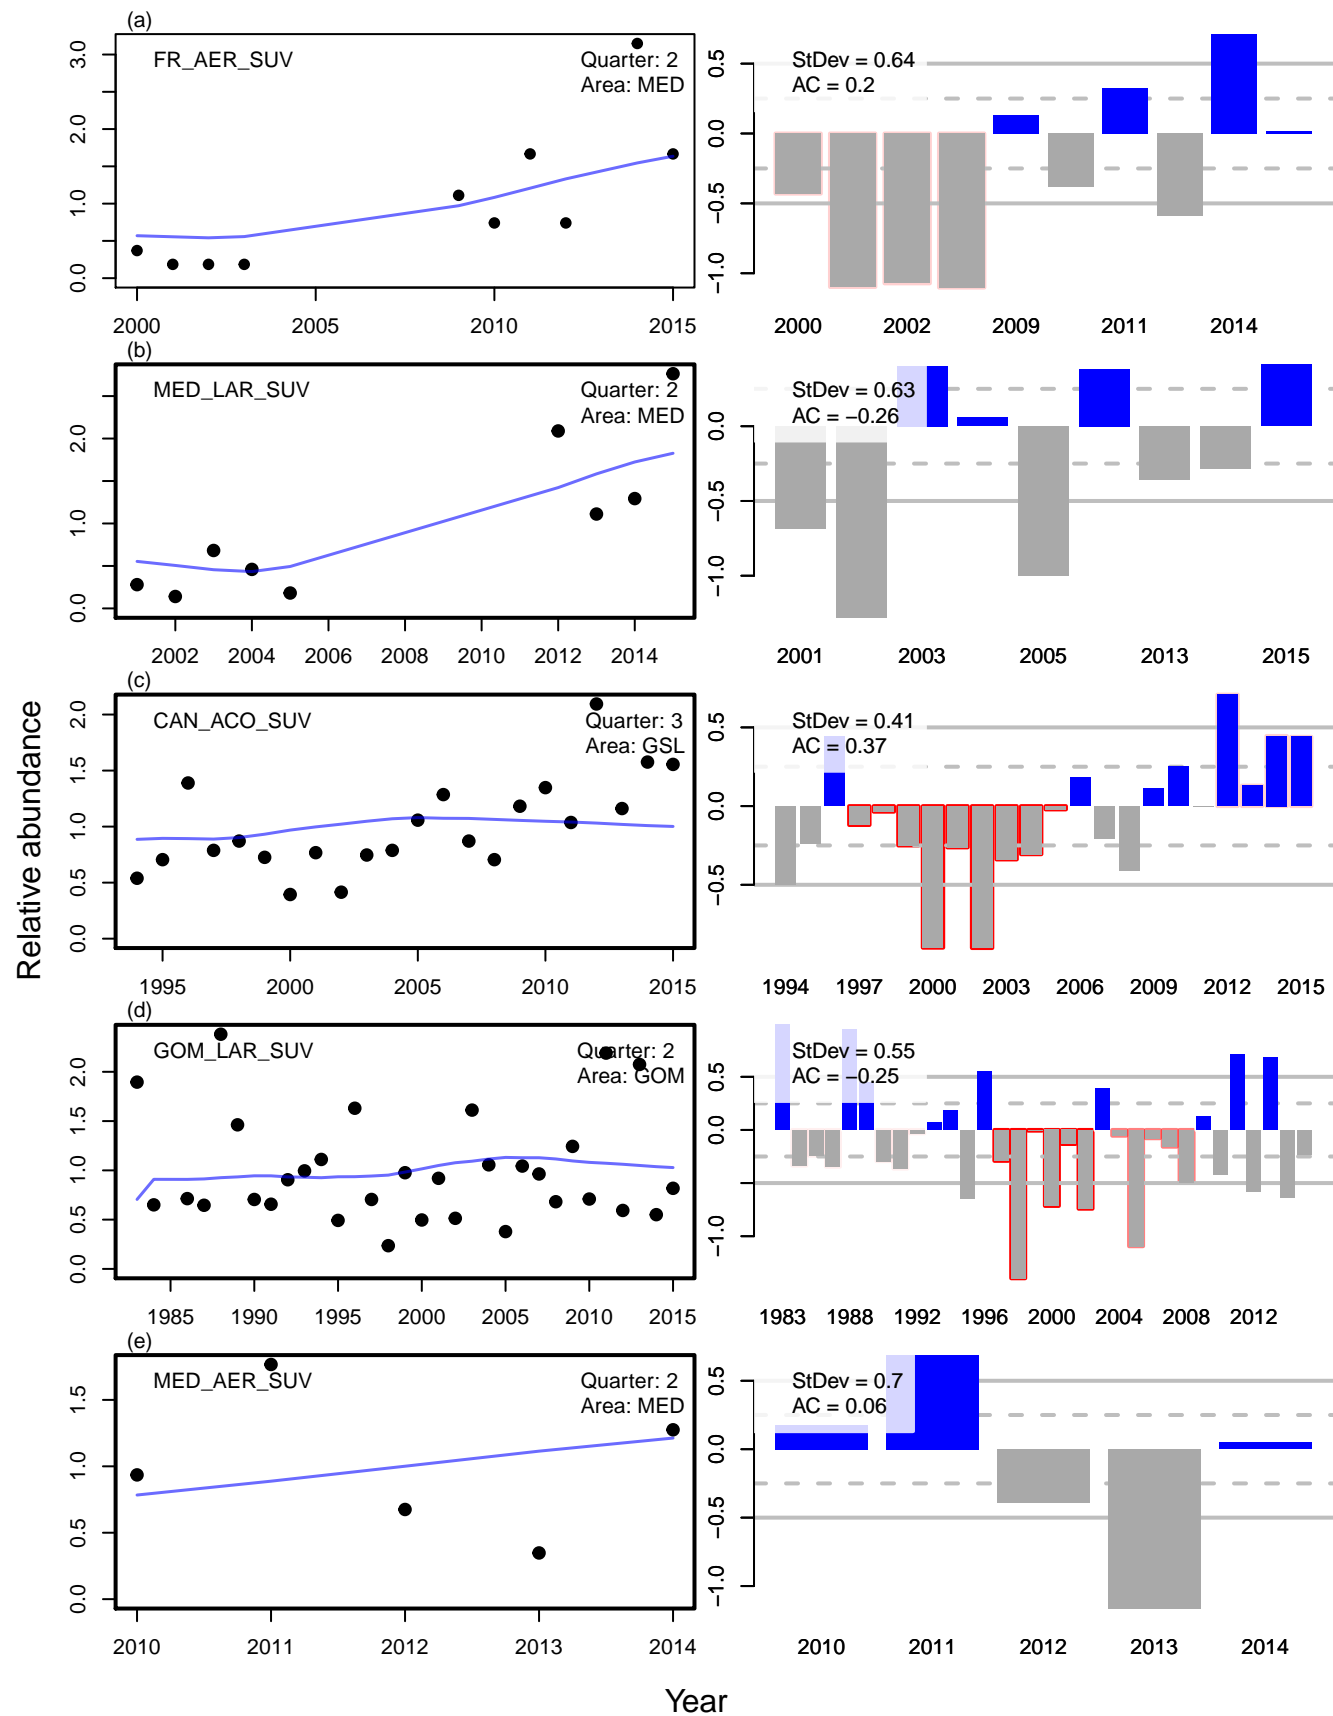 (a)
FR_AER_SUV
Quarter: 2
Area: MED
0.0 1.0 2.0 3.0
2000 2005 2010 2015
StDev = 0.64
AC = 0.2
−1.0 −0.5 0.0 0.5
2000 2002 2009 2011 2014
(b)
MED_LAR_SUV
Quarter: 2
Area: MED
0.0 1.0 2.0
2002 2004 2006 2008 2010 2012 2014
StDev = 0.63
AC = −0.26
−1.0 −0.5 0.0
2001 2003 2005 2013 2015
(c)
CAN_ACO_SUV
Quarter: 3
Area: GSL
0.0 0.5 1.0 1.5 2.0
1995 2000 2005 2010 2015
StDev = 0.41
AC = 0.37
−0.5 0.0 0.5
1994 1997 2000 2003 2006 2009 2012 2015
(d)
GOM_LAR_SUV
Quarter: 2
Area: GOM
0.0 0.5 1.0 1.5 2.0
1985 1990 1995 2000 2005 2010 2015
StDev = 0.55
AC = −0.25
−1.0 0.0 0.5
1983 1988 1992 1996 2000 2004 2008 2012
(e)
MED_AER_SUV
Quarter: 2
Area: MED
0.0 0.5 1.0 1.5
2010 2011 2012 2013 2014
StDev = 0.7
AC = 0.06
−1.0 −0.5 0.0 0.5
2010 2011 2012 2013 2014
Relative abundance
Year